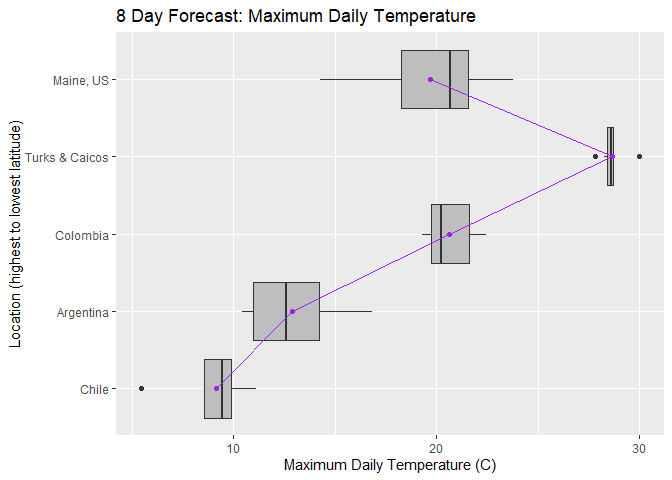 8 Day Forecast: Maximum Daily Temperature
Location (highest to lowest latitude)
Maine, US
Turks & Caicos
Colombia
Argentina
Chile
10 20 30
Maximum Daily Temperature (C)